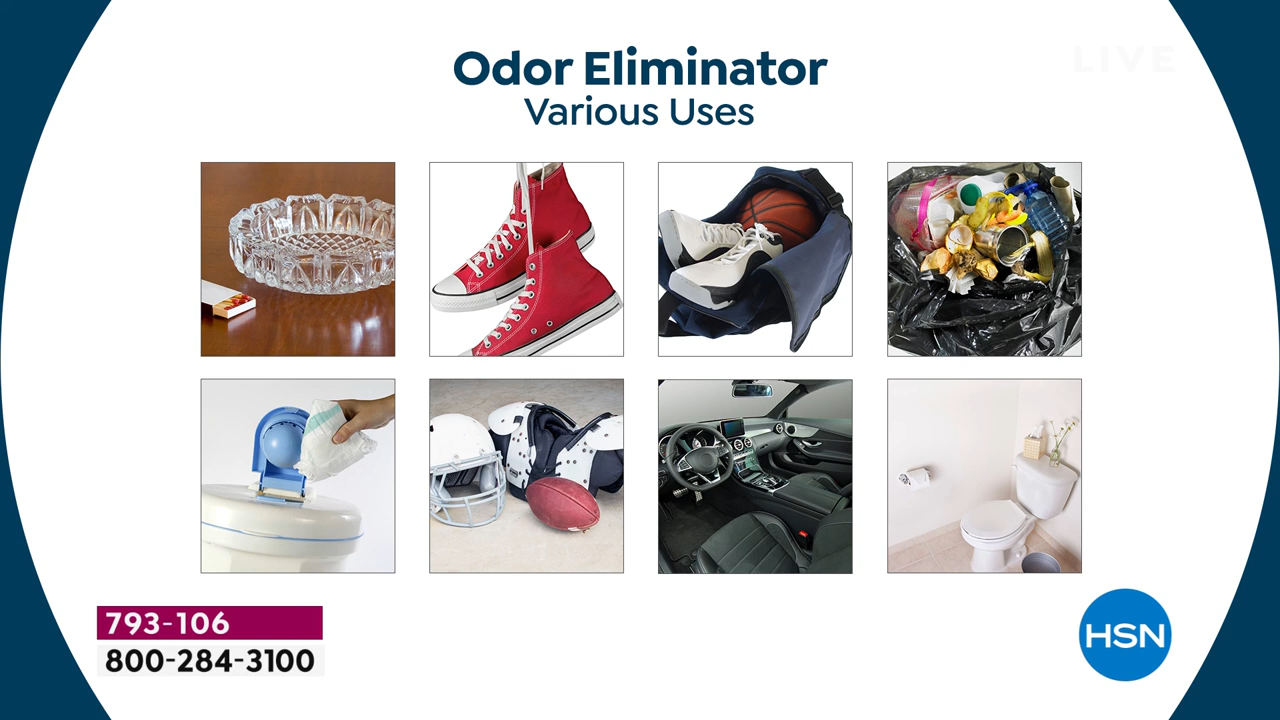 LIVE
Odor Eliminator
Various Uses
793-106
800-284-3100
HSN